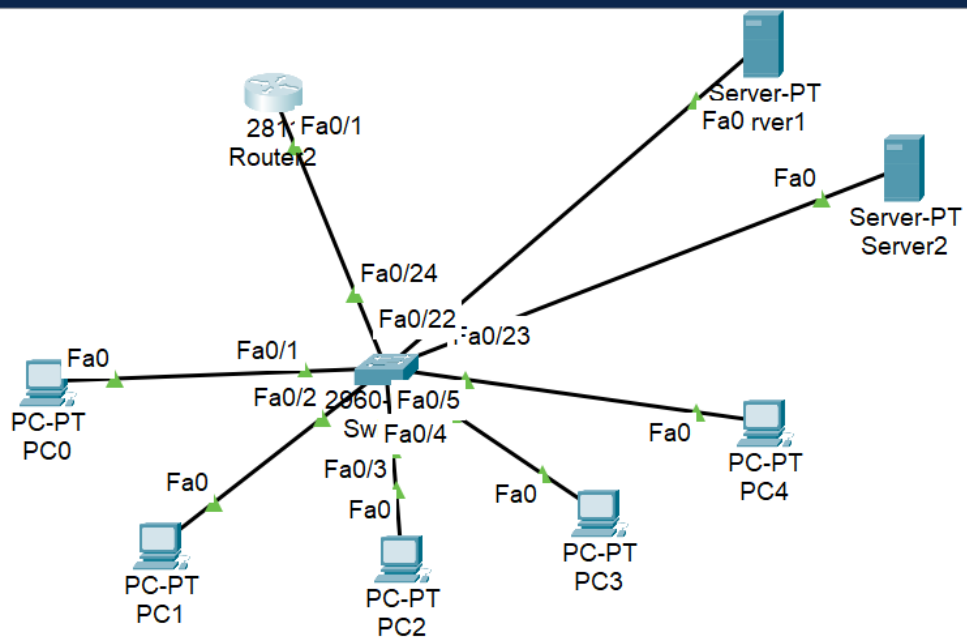 Server-PT
rver1
Fa0
281
Fa0/1
Router2
Fa0
Server-PT
Server2
Fa0/24
Fa0/22
Fa0/23
Fa0/1
Fa0
Fa0/2
2960-
Fa0/5
Sw
Fa0/4
PC-PT
PC0
Fa0
PC-PT
PC4
Fa0/3
Fa0
Fa0
Fa0
PC-PT
PC3
PC-PT
PC1
PC-PT
PC2